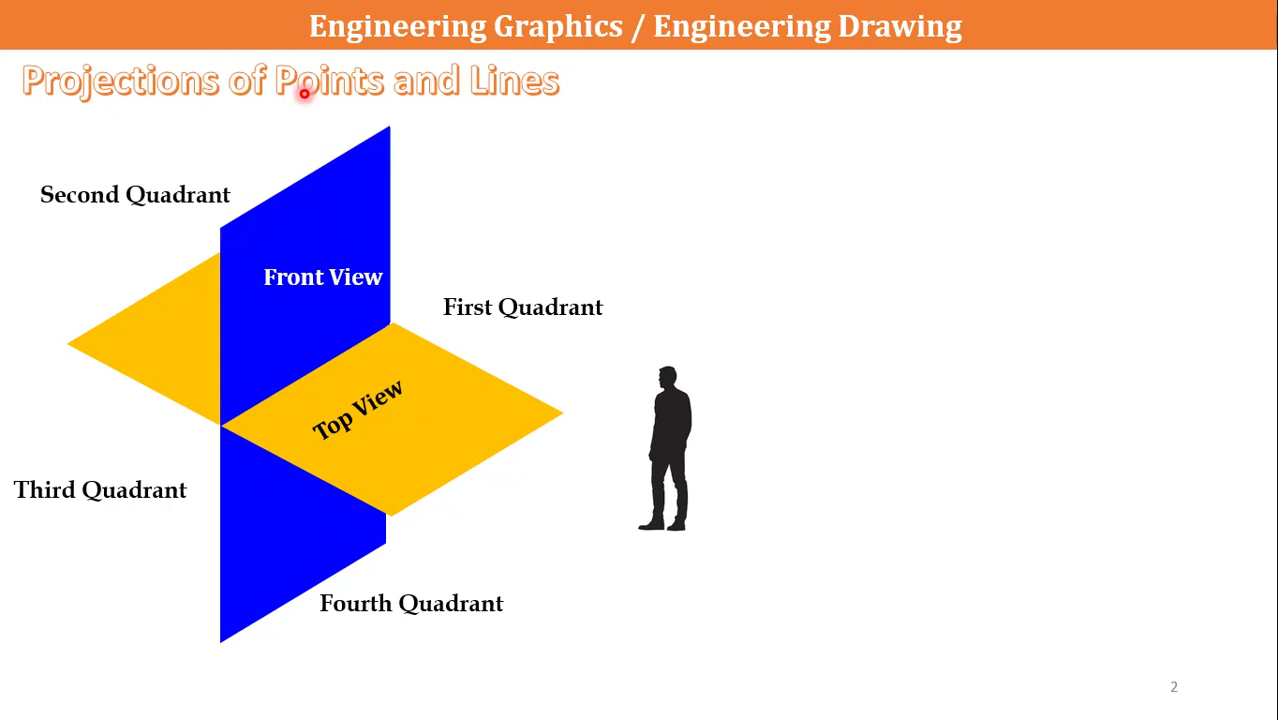 Engineering Graphics / Engineering Drawing
Projections of Points and Lines
Second Quadrant
Front View
First Quadrant
Top View
Third Quadrant
Fourth Quadrant
2